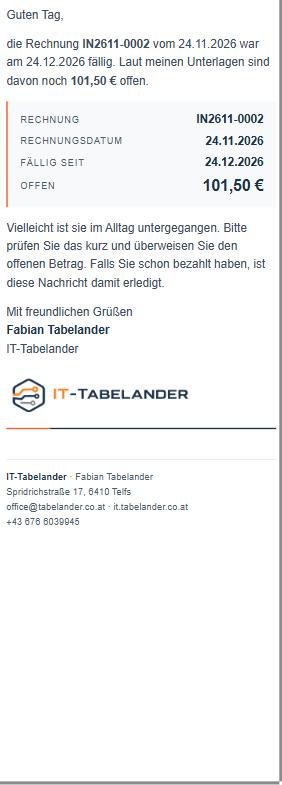 Guten Tag,
die Rechnung IN2611-0002 vom 24.11.2026 war
am 24.12.2026 fällig. Laut meinen Unterlagen sind
davon noch 101,50 € offen.
RECHNUNG IN2611-0002
RECHNUNGSDATUM 24.11.2026
FÄLLIG SEIT 24.12.2026
OFFEN 101,50 €
Vielleicht ist sie im Alltag untergegangen. Bitte
prüfen Sie das kurz und überweisen Sie den
offenen Betrag. Falls Sie schon bezahlt haben, ist
diese Nachricht damit erledigt.
Mit freundlichen Grüßen
Fabian Tabelander
IT-Tabelander
IT-TABELANDER
IT-Tabelander · Fabian Tabelander
Spridrichstraße 17, 6410 Telfs
office@tabelander.co.at · it.tabelander.co.at
+43 676 6039945